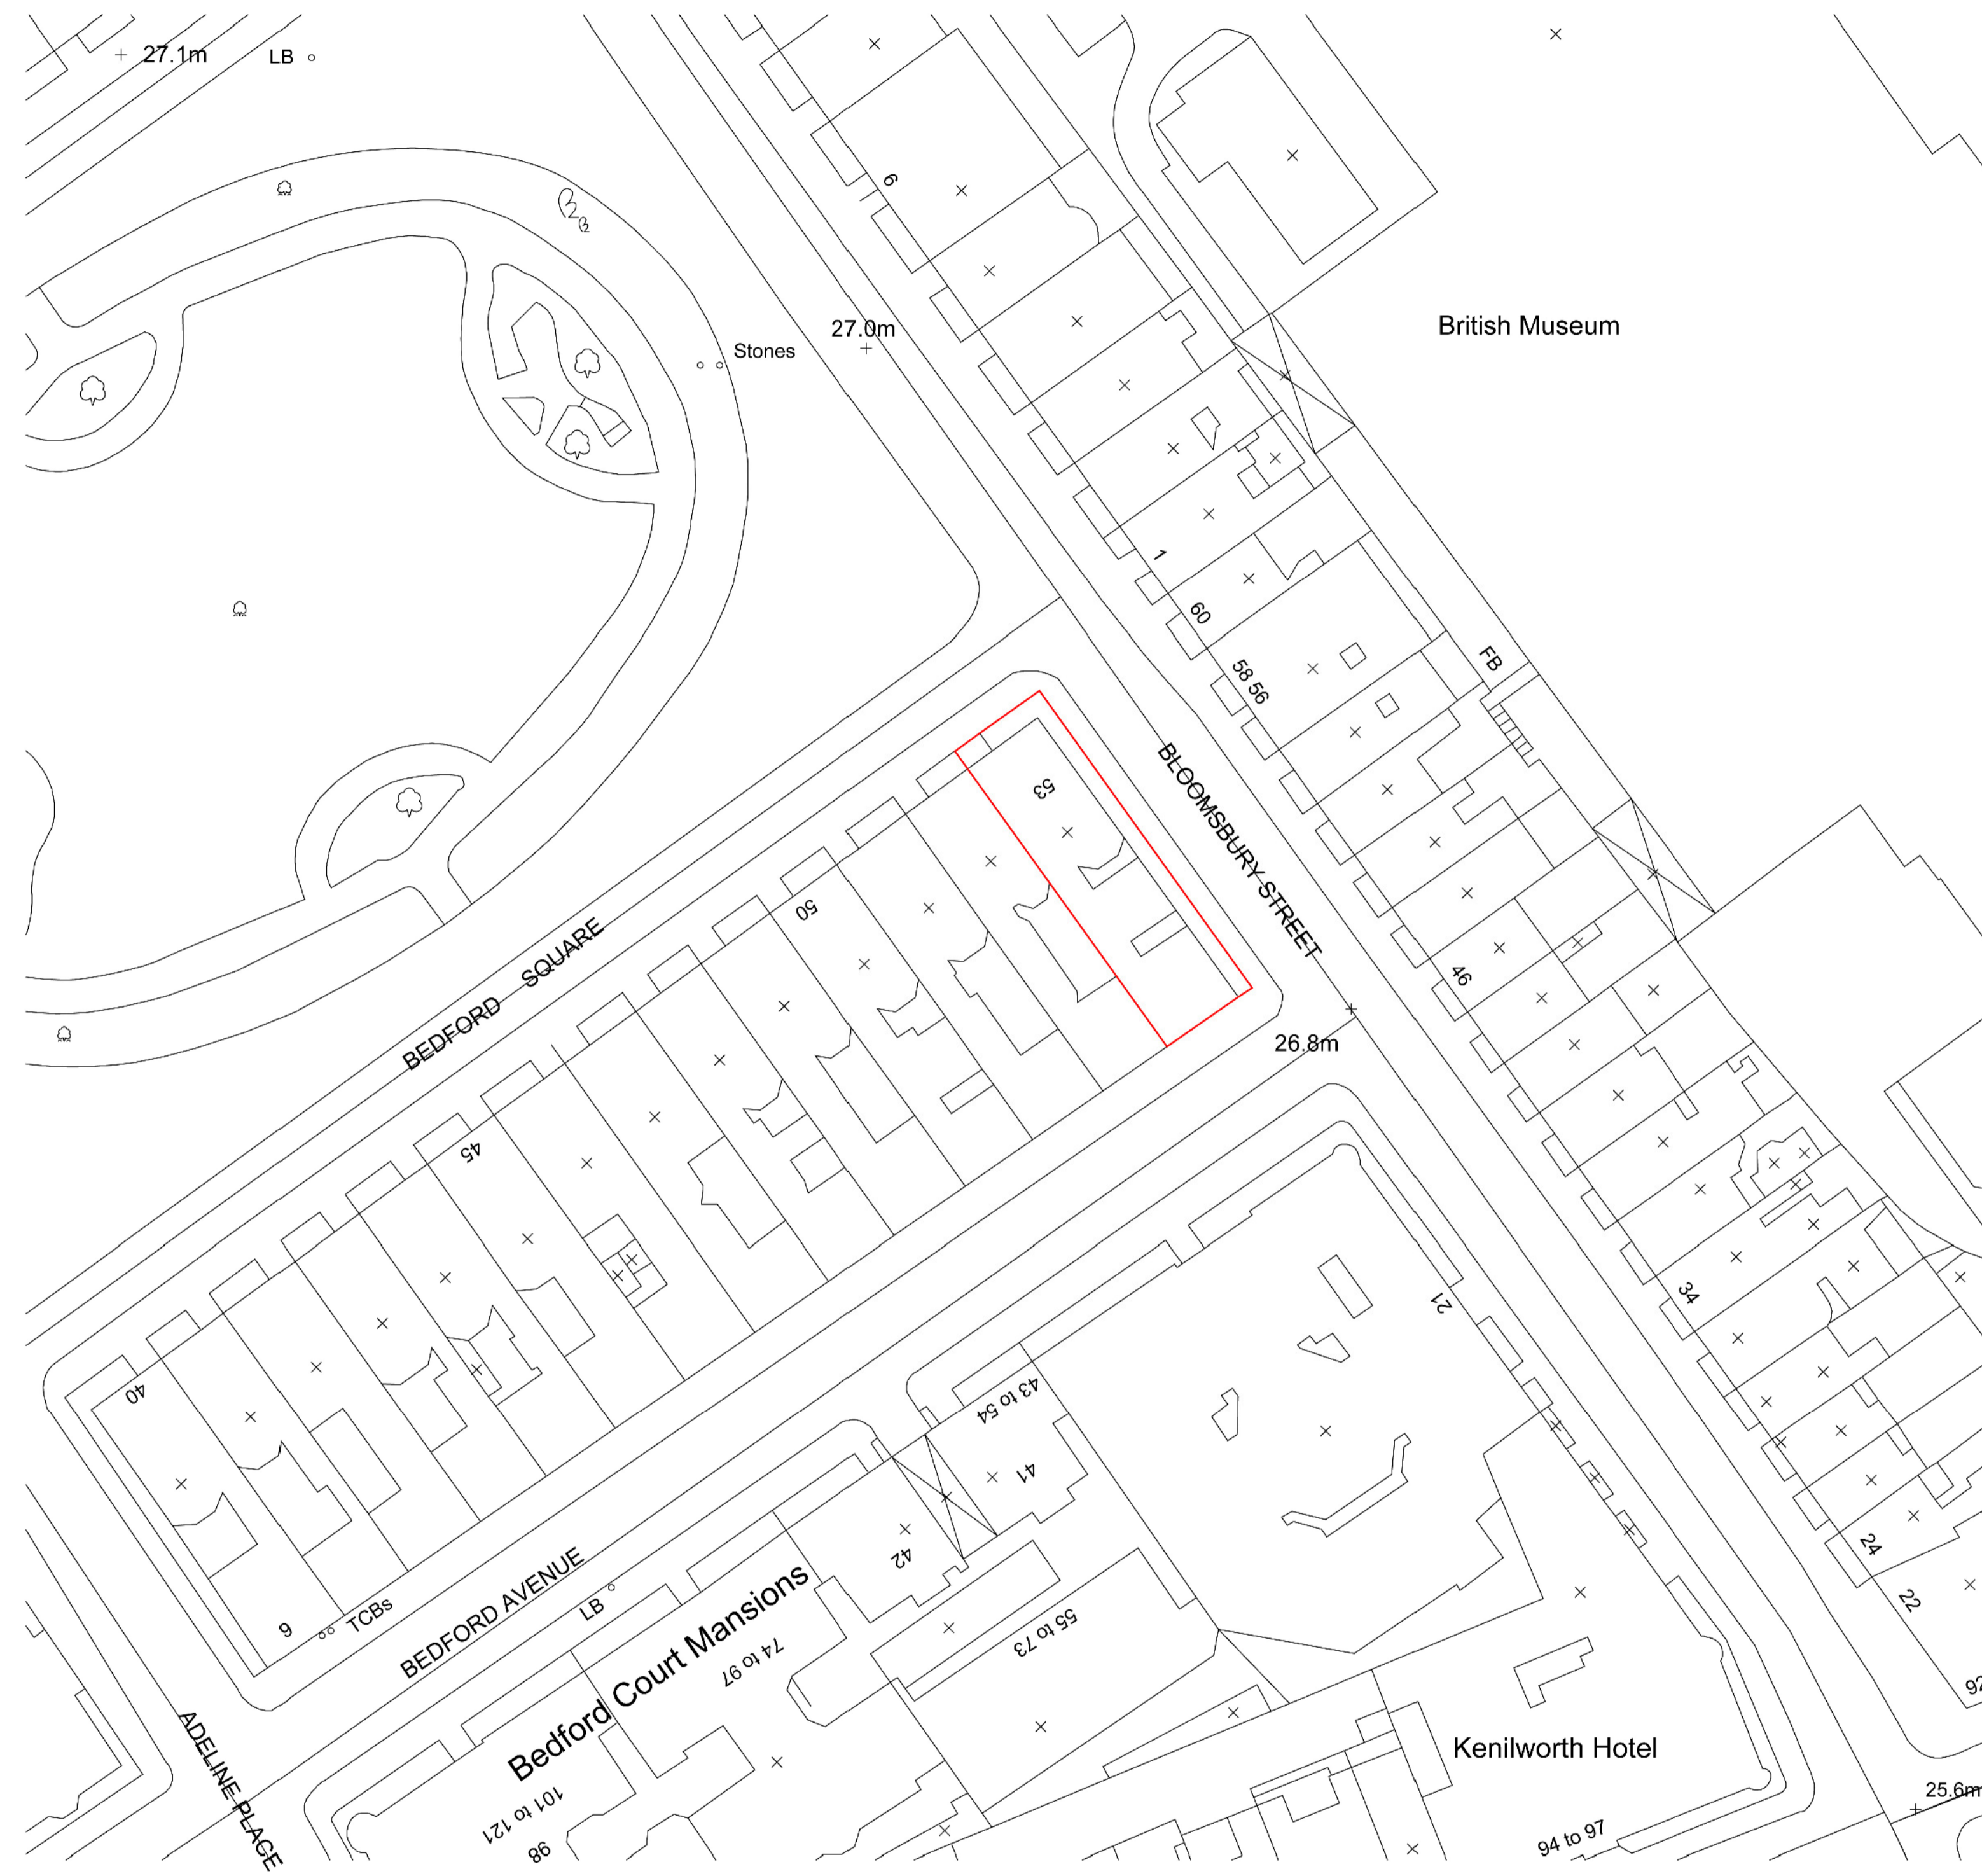 27.1m
LB
6
British Museum
27.0m
Stones
1
60
58 56
FB
53
BLOOMSBURY STREET
50
BEDFORD SQUARE
46
26.8m
45
34
21
40
43 to 54
41
42
24
22
9
TCBs
BEDFORD AVENUE
LB
Bedford Court Mansions
74 to 97
55 to 73
ADELINE PLACE
Kenilworth Hotel
101 to 121
98
94 to 97
25.6m